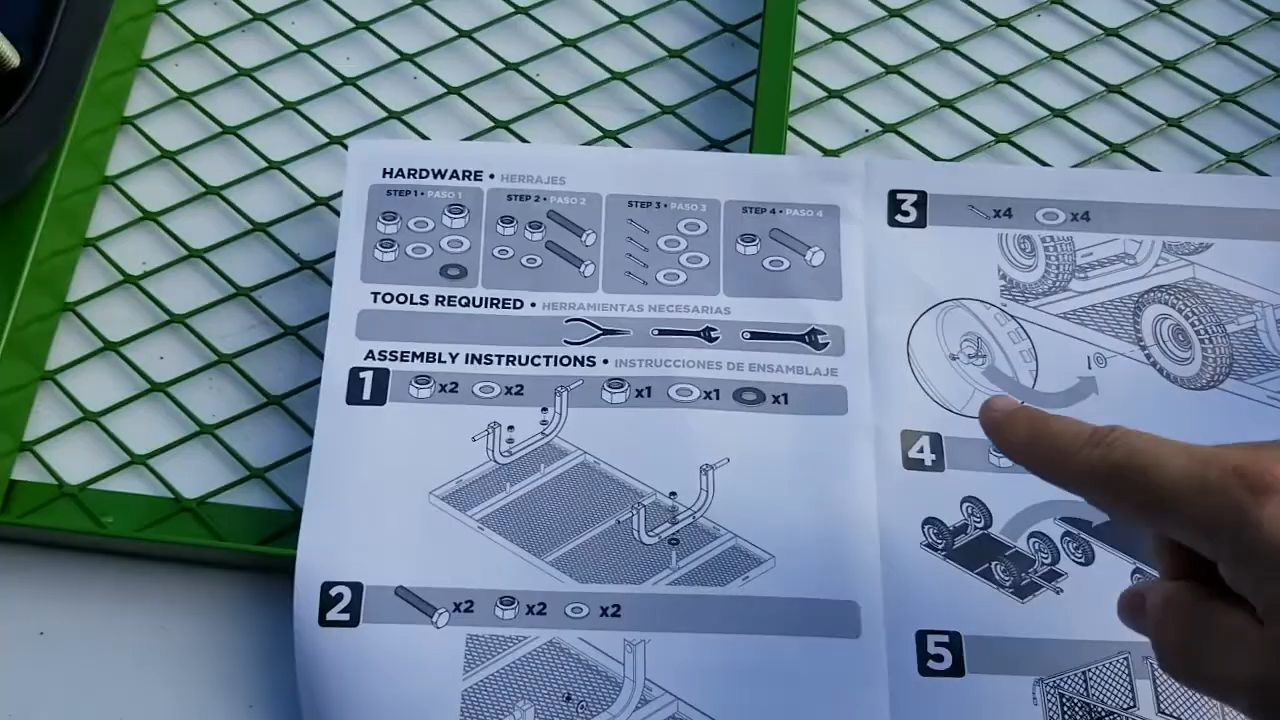 HARDWARE • HERRAJES
STEP 1 • PASO 1
STEP 2 • PASO 2
STEP 3 • PASO 3
STEP 4 • PASO 4
TOOLS REQUIRED • HERRAMIENTAS NECESARIAS
ASSEMBLY INSTRUCTIONS • INSTRUCCIONES DE ENSAMBLAJE
1 x2 x2 x1 x1 x1
2 x2 x2 x2
3 x4 x4
4
5